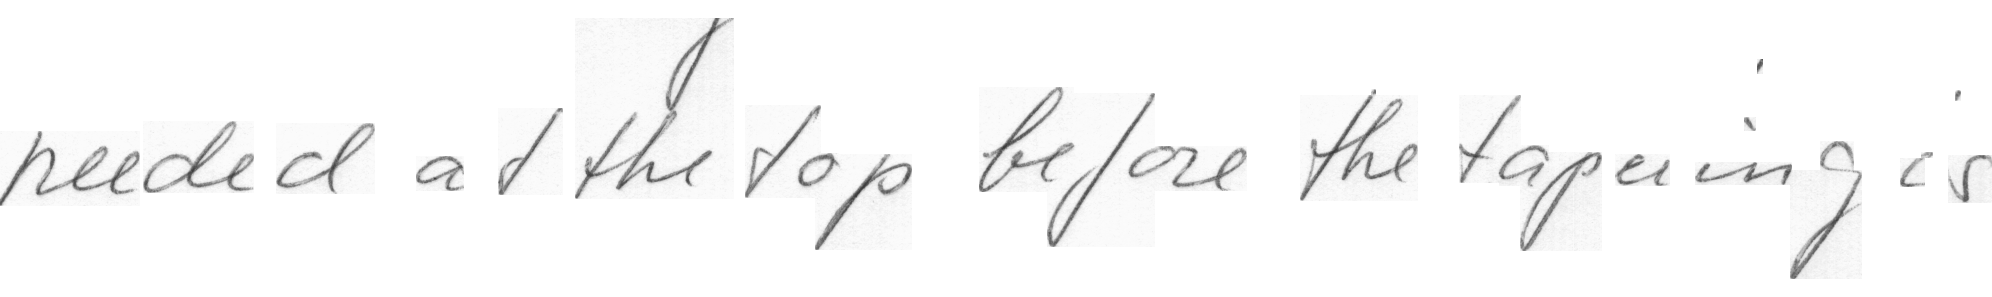 needed at the top before the tapering is